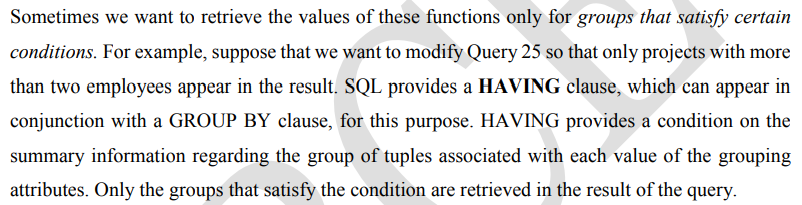 Sometimes we want to retrieve the values of these functions only for groups that satisfy certain
conditions. For example, suppose that we want to modify Query 25 so that only projects with more
than two employees appear in the result. SQL provides a HAVING clause, which can appear in
conjunction with a GROUP BY clause, for this purpose. HAVING provides a condition on the
summary information regarding the group of tuples associated with each value of the grouping
attributes. Only the groups that satisfy the condition are retrieved in the result of the query.